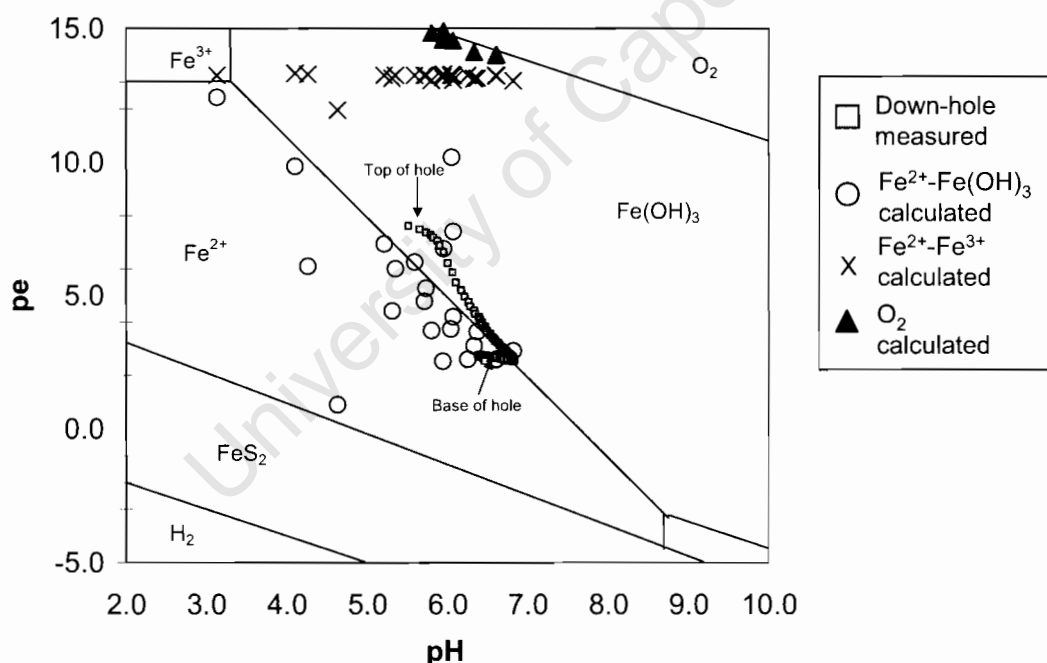 University of Cape
15.0
10.0
5.0
0.0
-5.0
pe
2.0 3.0 4.0 5.0 6.0 7.0 8.0 9.0 10.0
pH
Fe³⁺
O₂
Top of hole
Fe(OH)₃
Fe²⁺
Base of hole
FeS₂
H₂
Down-hole
measured
Fe²⁺-Fe(OH)₃
calculated
Fe²⁺-Fe³⁺
calculated
O₂
calculated